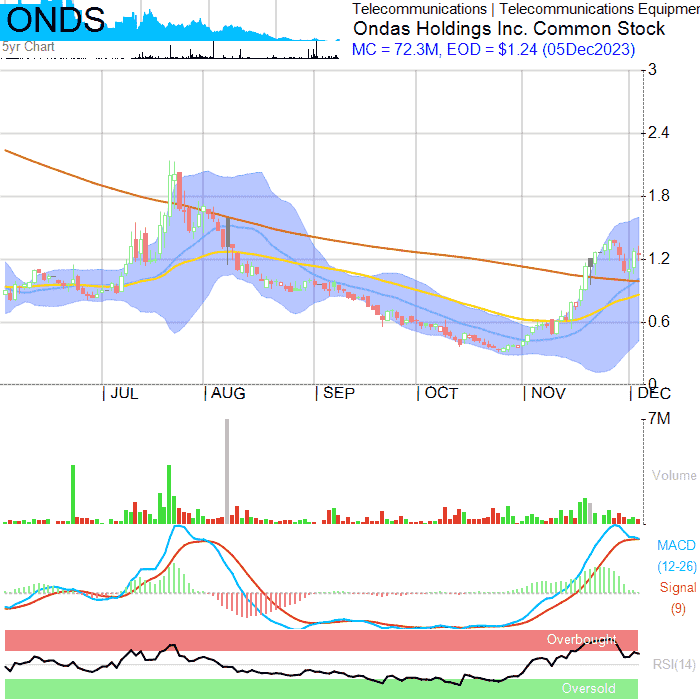 ONDS
5yr Chart
Telecommunications | Telecommunications Equipmen
Ondas Holdings Inc. Common Stock
MC = 72.3M, EOD = $1.24 (05Dec2023)
3
2.4
1.8
1.2
0.6
0
| JUL | AUG | SEP | OCT | NOV | DEC
7M
Volume
MACD
(12-26)
Signal
(9)
Overbought
RSI(14)
Oversold